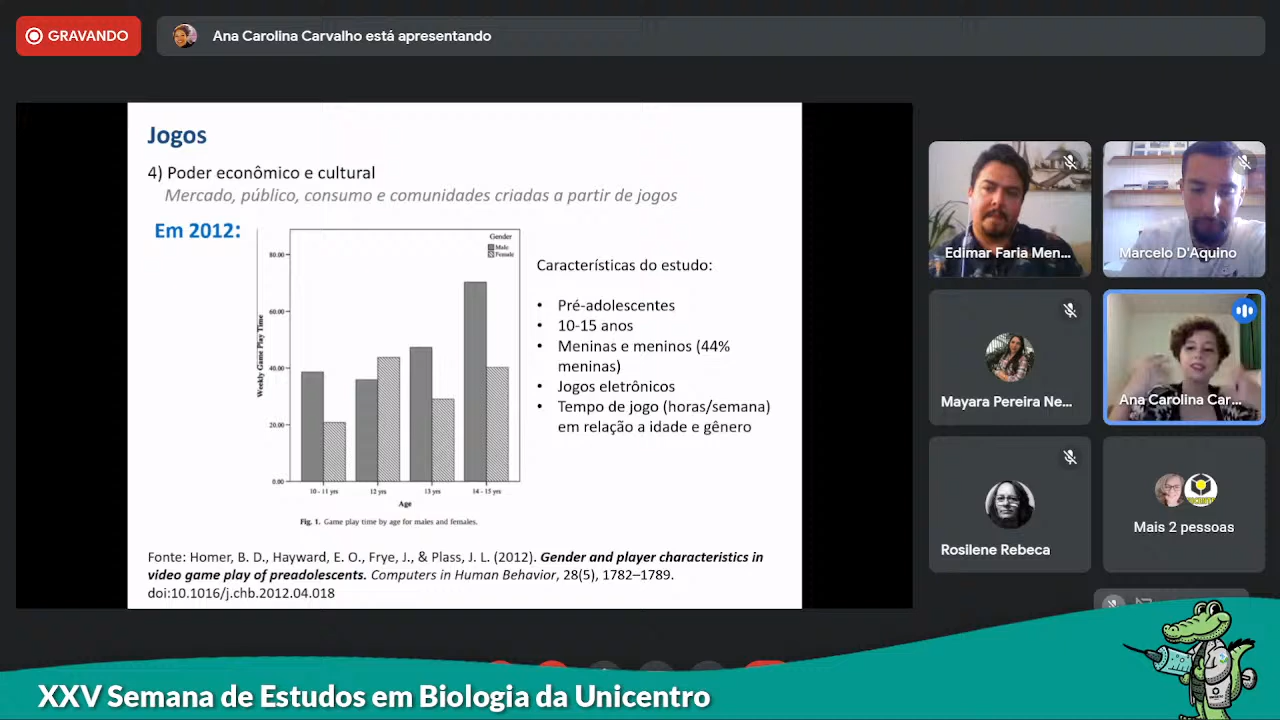 GRAVANDO
Ana Carolina Carvalho está apresentando
Jogos
4) Poder econômico e cultural
Mercado, público, consumo e comunidades criadas a partir de jogos
Em 2012:
Gender
Male
Female
80.00
60.00
40.00
20.00
0.00
Weekly Game Play Time
10 - 11 yrs
12 yrs
13 yrs
14 - 15 yrs
Age
Fig. 1. Game play time by age for males and females.
Características do estudo:
• Pré-adolescentes
• 10-15 anos
• Meninas e meninos (44%
meninas)
• Jogos eletrônicos
• Tempo de jogo (horas/semana)
em relação a idade e gênero
Fonte: Homer, B. D., Hayward, E. O., Frye, J., & Plass, J. L. (2012). Gender and player characteristics in
video game play of preadolescents. Computers in Human Behavior, 28(5), 1782–1789.
doi:10.1016/j.chb.2012.04.018
Edimar Faria Men...
Marcelo D'Aquino
Mayara Pereira Ne...
Ana Carolina Car...
Rosilene Rebeca
Mais 2 pessoas
XXV Semana de Estudos em Biologia da Unicentro